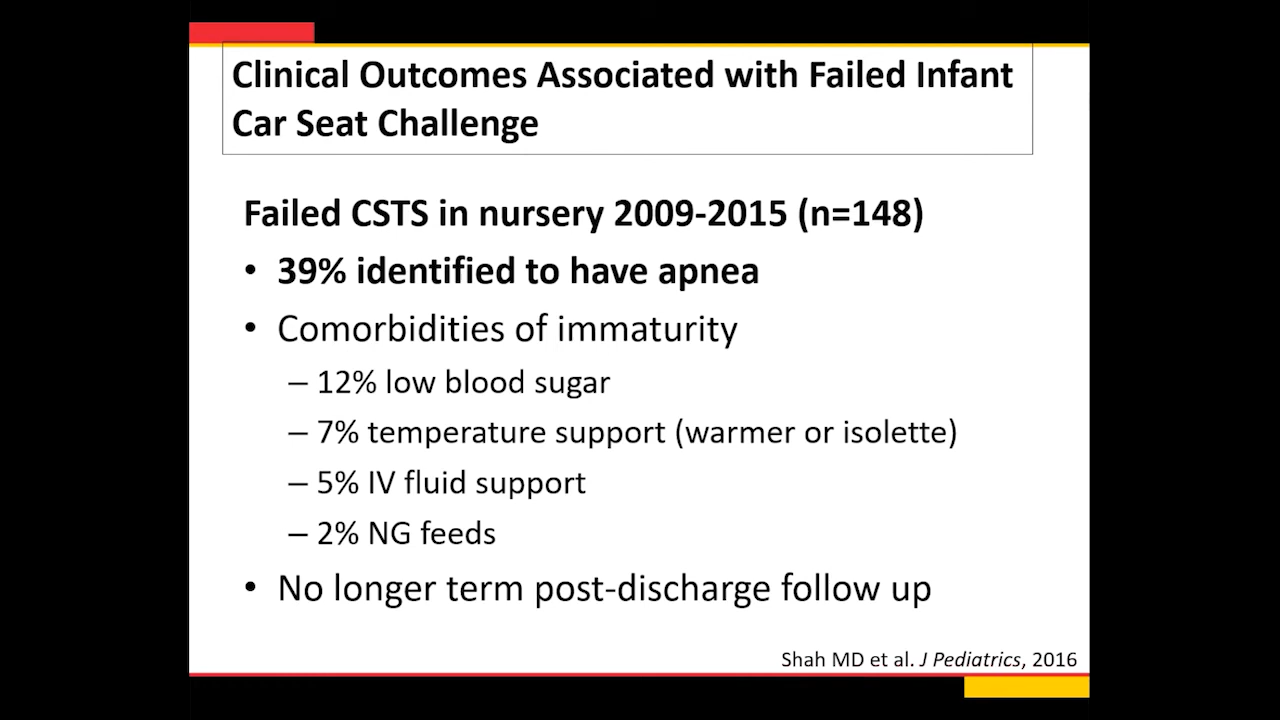 Clinical Outcomes Associated with Failed Infant
Car Seat Challenge
Failed CSTS in nursery 2009-2015 (n=148)
• 39% identified to have apnea
• Comorbidities of immaturity
– 12% low blood sugar
– 7% temperature support (warmer or isolette)
– 5% IV fluid support
– 2% NG feeds
• No longer term post-discharge follow up
Shah MD et al. J Pediatrics, 2016